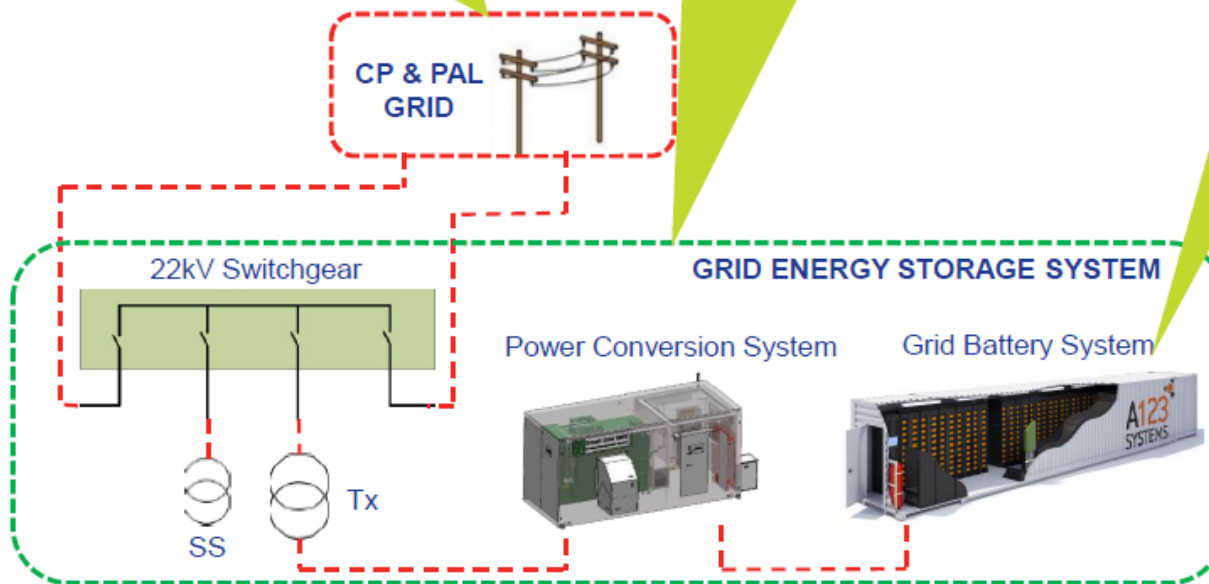 CP & PAL
GRID
22kV Switchgear
GRID ENERGY STORAGE SYSTEM
Power Conversion System
Grid Battery System
A123
SYSTEMS
Tx
SS